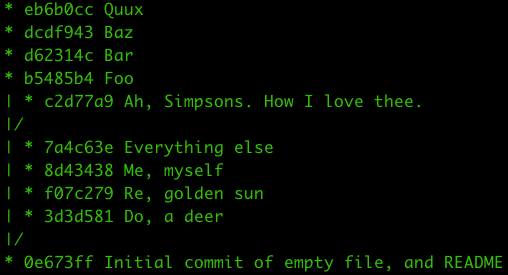 * eb6b0cc Quux
* dcdf943 Baz
* d62314c Bar
* b5485b4 Foo
| * c2d77a9 Ah, Simpsons. How I love thee.
|/
| * 7a4c63e Everything else
| * 8d43438 Me, myself
| * f07c279 Re, golden sun
| * 3d3d581 Do, a deer
|/
* 0e673ff Initial commit of empty file, and README